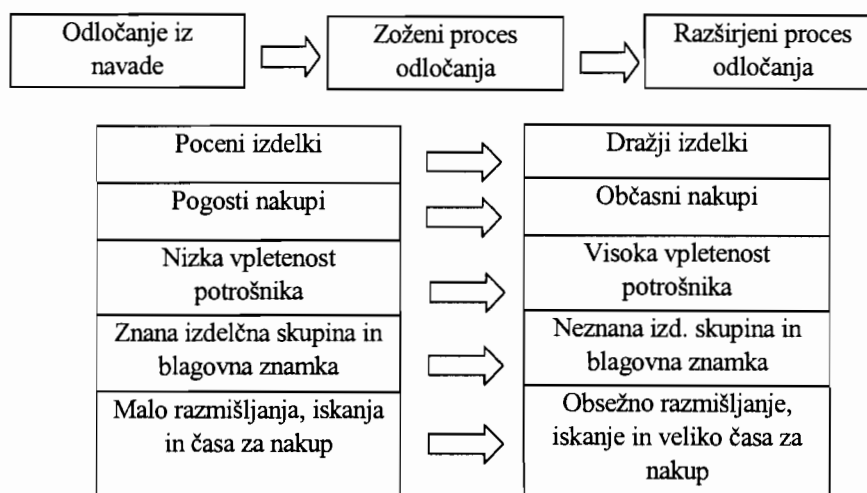 Odločanje iz
navade
Zoženi proces
odločanja
Razširjeni proces
odločanja
Poceni izdelki
Dražji izdelki
Pogosti nakupi
Občasni nakupi
Nizka vpletenost
potrošnika
Visoka vpletenost
potrošnika
Znana izdelčna skupina in
blagovna znamka
Neznana izd. skupina in
blagovna znamka
Malo razmišljanja, iskanja
in časa za nakup
Obsežno razmišljanje,
iskanje in veliko časa za
nakup